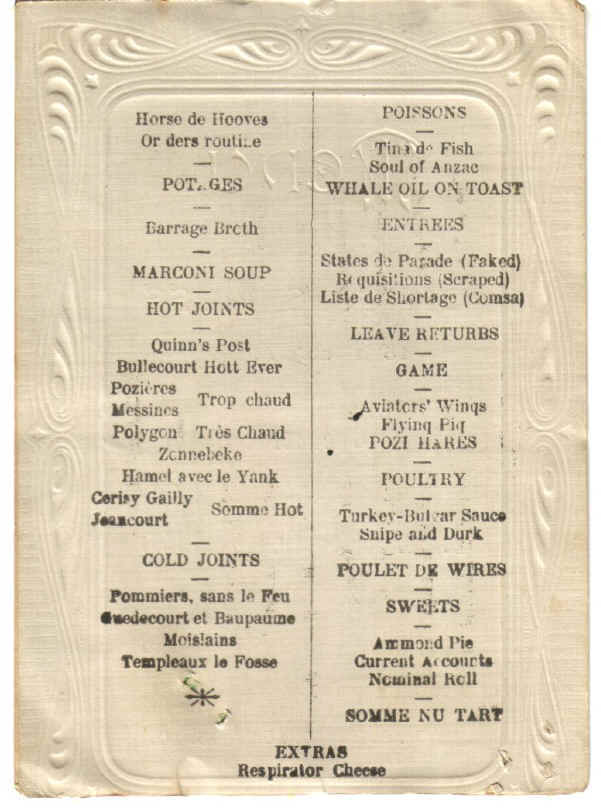 Horse de Hooves
Or ders routine
POTAGES
Barrage Broth
MARCONI SOUP
HOT JOINTS
Quinn's Post
Bullecourt Hott Ever
Pozières
Messines Trop chaud
Polygon Très Chaud
Zonnebeke
Hamel avec le Yank
Cerisy Gailly
Jeancourt Somme Hot
COLD JOINTS
Pommiers, sans le Feu
Guedecourt et Baupaume
Moislains
Templeaux le Fosse
POISSONS
Tin de Fish
Soul of Anzac
WHALE OIL ON TOAST
ENTREES
States de Parade (Faked)
Requisitions (Scraped)
Liste de Shortage (Comsa)
LEAVE RETURBS
GAME
Aviators' Wings
Flying Pig
POZI HARES
POULTRY
Turkey-Bulgar Sauce
Snipe and Durk
POULET DE WIRES
SWEETS
Ammond Pie
Current Accounts
Nominal Roll
SOMME NU TART
EXTRAS
Respirator Cheese